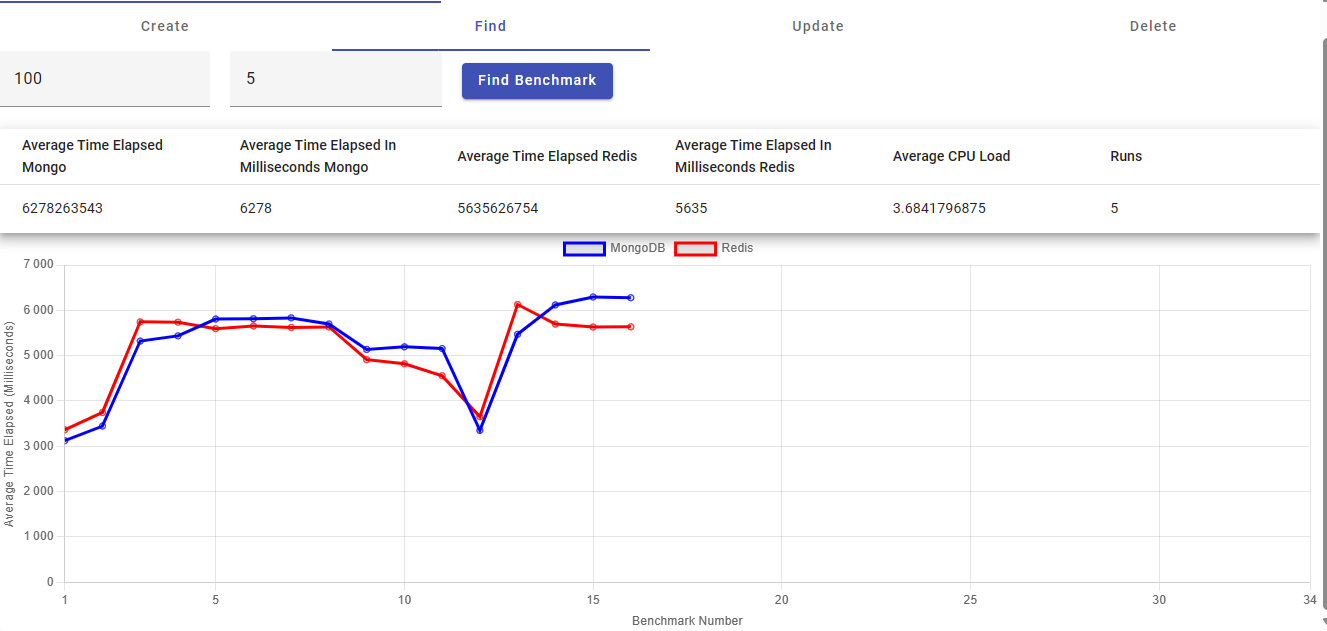 Create Find Update Delete
100 5 Find Benchmark
Average Time Elapsed Mongo
Average Time Elapsed In Milliseconds Mongo
Average Time Elapsed Redis
Average Time Elapsed In Milliseconds Redis
Average CPU Load
Runs
6278263543 6278 5635626754 5635 3.6841796875 5
MongoDB Redis
Average Time Elapsed (Milliseconds)
7 000
6 000
5 000
4 000
3 000
2 000
1 000
0
1 5 10 15 20 25 30 34
Benchmark Number